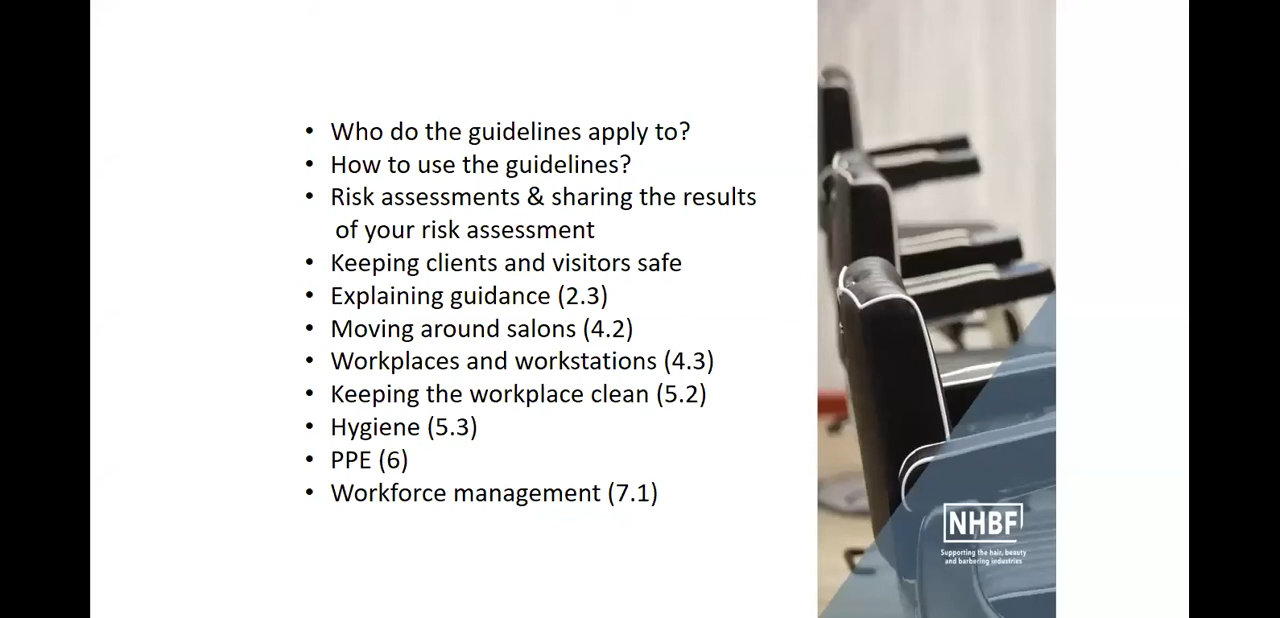 • Who do the guidelines apply to?
• How to use the guidelines?
• Risk assessments & sharing the results
of your risk assessment
• Keeping clients and visitors safe
• Explaining guidance (2.3)
• Moving around salons (4.2)
• Workplaces and workstations (4.3)
• Keeping the workplace clean (5.2)
• Hygiene (5.3)
• PPE (6)
• Workforce management (7.1)
NHBF
Supporting the hair, beauty
and barbering industries